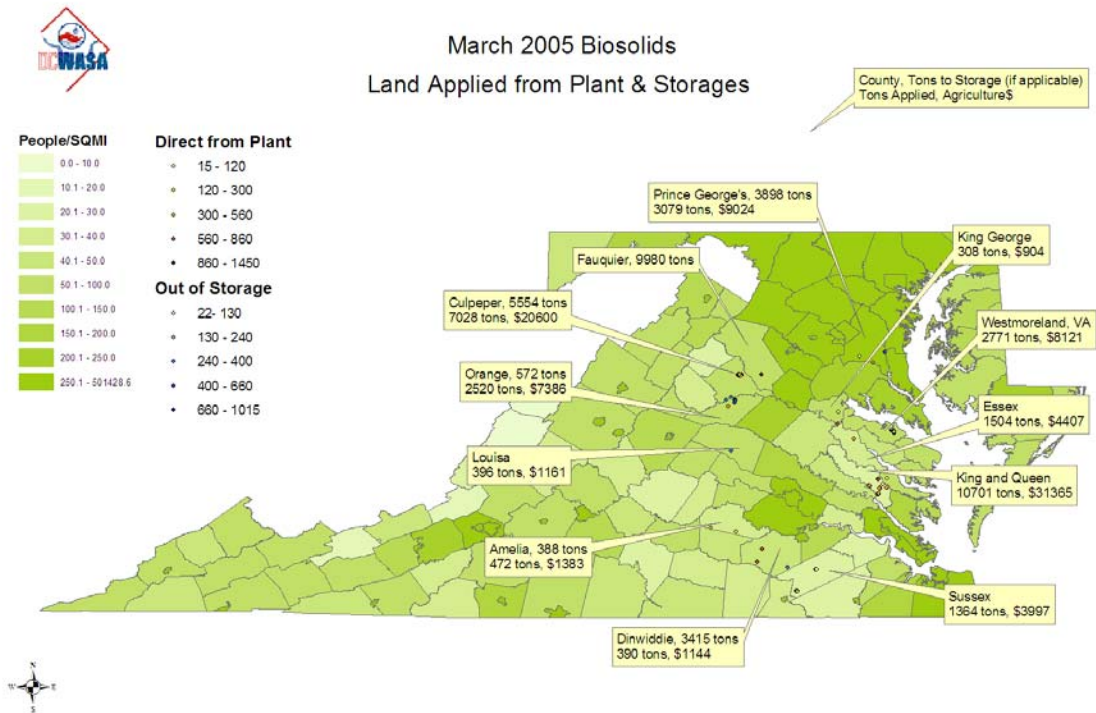 DCWASA
March 2005 Biosolids
Land Applied from Plant & Storages
County, Tons to Storage (if applicable)
Tons Applied, Agriculture$
People/SQMI
0.0 - 10.0
10.1 - 20.0
20.1 - 30.0
30.1 - 40.0
40.1 - 50.0
50.1 - 100.0
100.1 - 150.0
150.1 - 200.0
200.1 - 250.0
250.1 - 501428.6
Direct from Plant
15 - 120
120 - 300
300 - 560
560 - 860
860 - 1450
Out of Storage
22- 130
130 - 240
240 - 400
400 - 660
660 - 1015
Prince George's, 3898 tons
3079 tons, $9024
King George
308 tons, $904
Fauquier, 9980 tons
Culpeper, 5554 tons
7028 tons, $20600
Westmoreland, VA
2771 tons, $8121
Orange, 572 tons
2520 tons, $7386
Essex
1504 tons, $4407
Louisa
396 tons, $1161
King and Queen
10701 tons, $31365
Amelia, 388 tons
472 tons, $1383
Sussex
1364 tons, $3997
Dinwiddie, 3415 tons
390 tons, $1144
N
W E
S